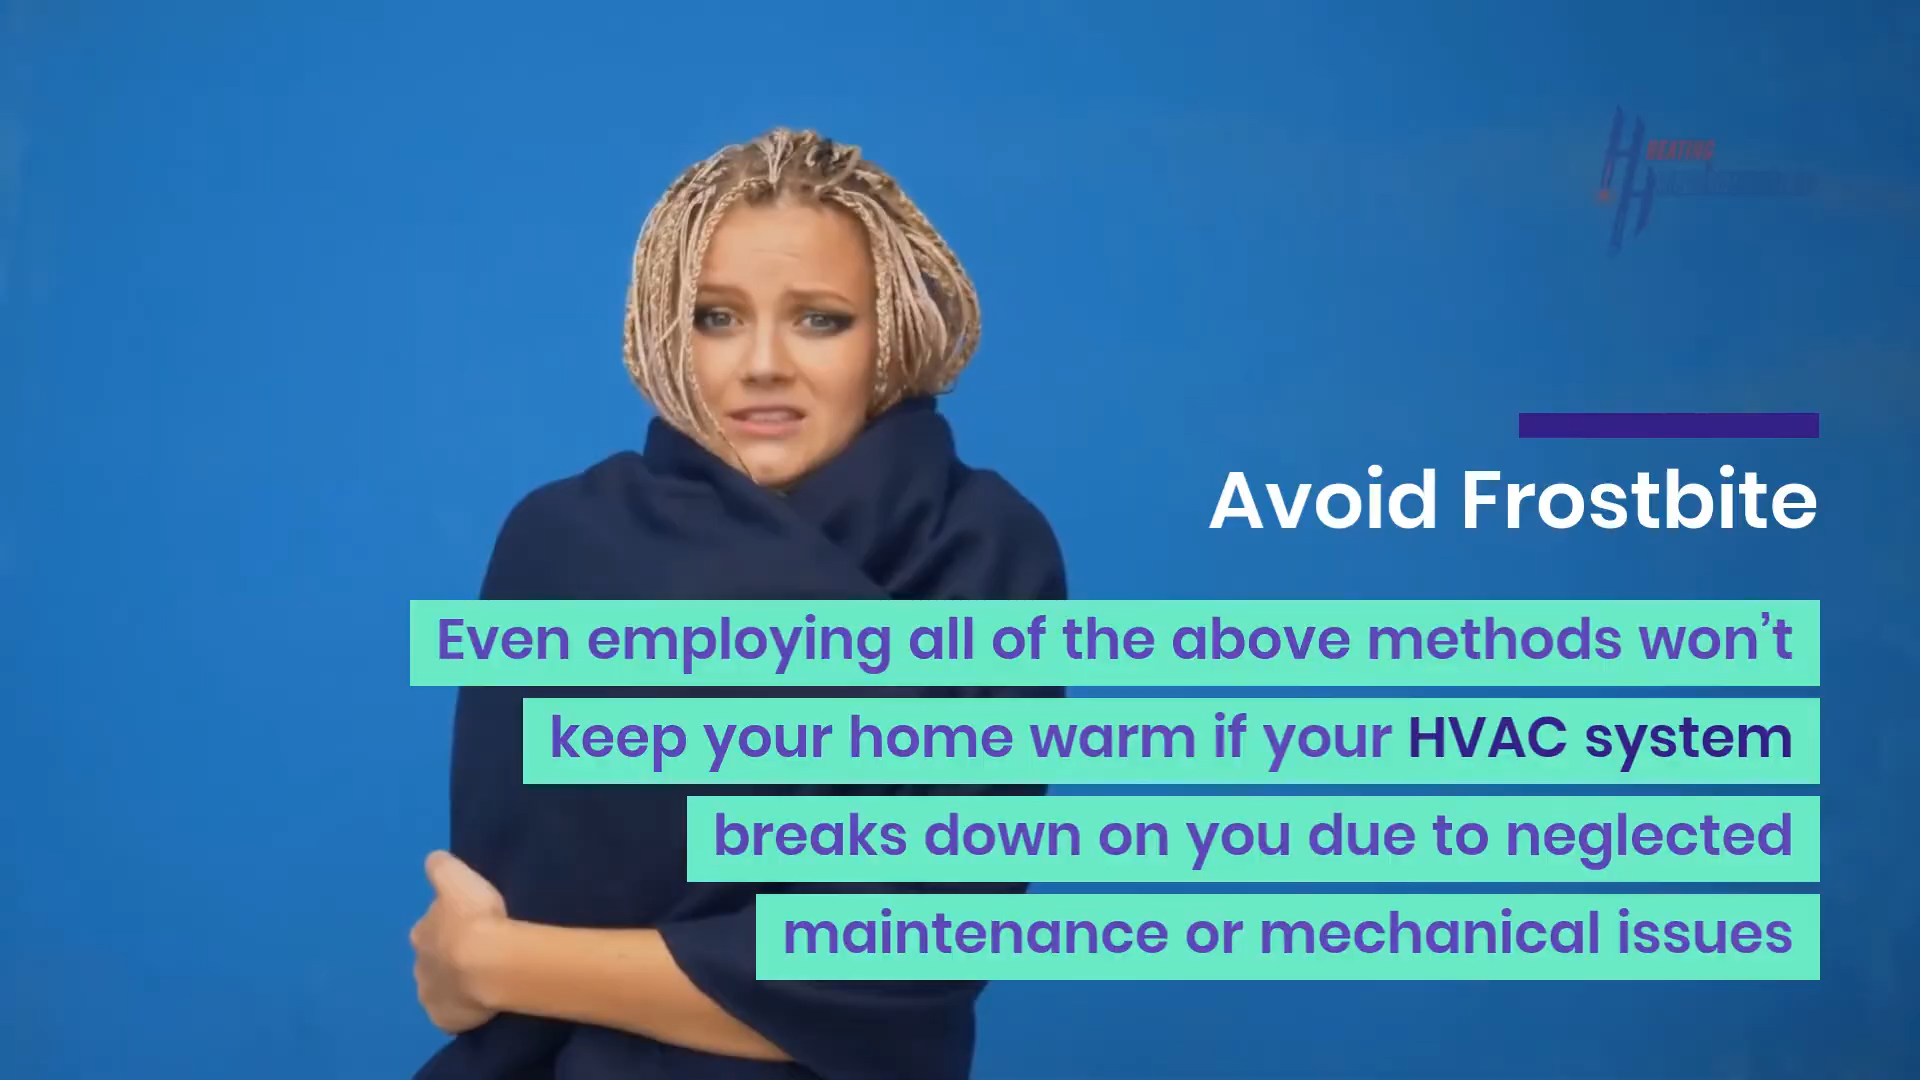 HEATING
Avoid Frostbite
Even employing all of the above methods won’t
keep your home warm if your HVAC system
breaks down on you due to neglected
maintenance or mechanical issues